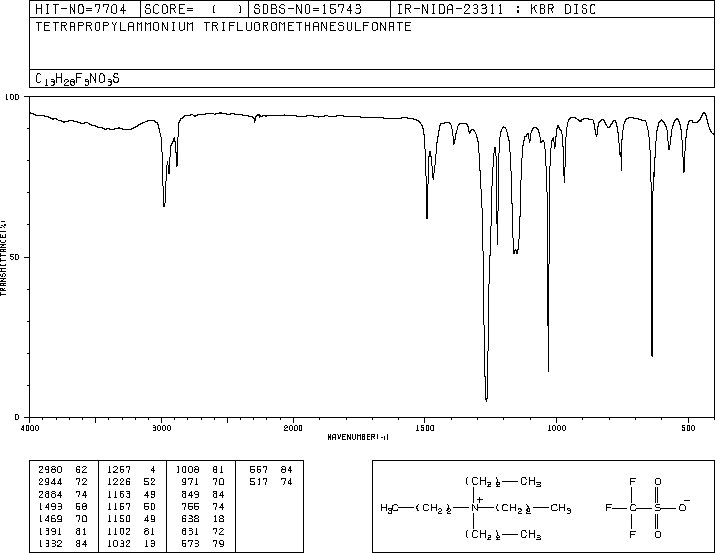 HIT-NO=7704 SCORE= ( ) SDBS-NO=15743 IR-NIDA-23311 : KBR DISC
TETRAPROPYLAMMONIUM TRIFLUOROMETHANESULFONATE
C13H28F3NO3S
100
50
0
TRANSMITTANCE(%)
4000 3000 2000 1500 1000 500
WAVENUMBER(-1)
2980 62 1267 4 1008 81 567 84
2944 72 1226 52 971 70 517 74
2884 74 1163 49 849 84
1493 60 1157 50 756 74
1469 70 1150 49 638 18
1391 81 1102 81 631 72
1332 84 1032 13 573 79
(CH2)2—CH3
H3C—(CH2)2—N+—(CH2)2—CH3
(CH2)2—CH3
F O
F—C—S—O−
F O